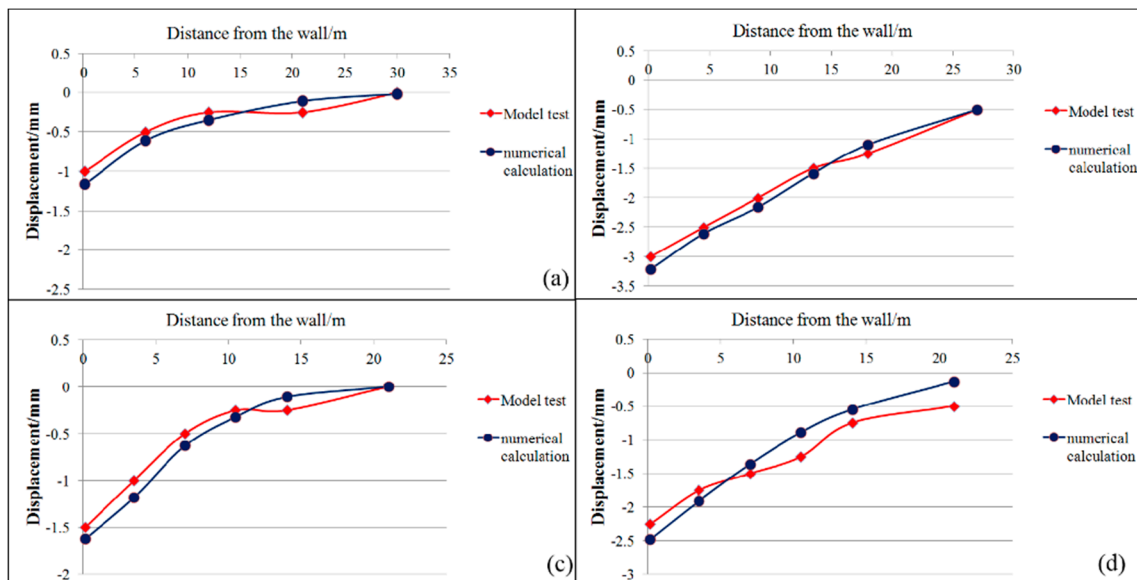 Distance from the wall/m
0.5
0 5 10 15 20 25 30 35
0
-0.5
-1
-1.5
-2
-2.5
Displacement/mm
Model test
numerical
calculation
(a)
Distance from the wall/m
0.5
0 5 10 15 20 25 30
0
-0.5
-1
-1.5
-2
-2.5
-3
-3.5
Displacement/mm
Model test
numerical
calculation
(b)
Distance from the wall/m
0.5
0 5 10 15 20 25
0
-0.5
-1
-1.5
-2
Displacement/mm
Model test
numerical
calculation
(c)
Distance from the wall/m
0.5
0 5 10 15 20 25
0
-0.5
-1
-1.5
-2
-2.5
-3
Displacement/mm
Model test
numerical
calculation
(d)